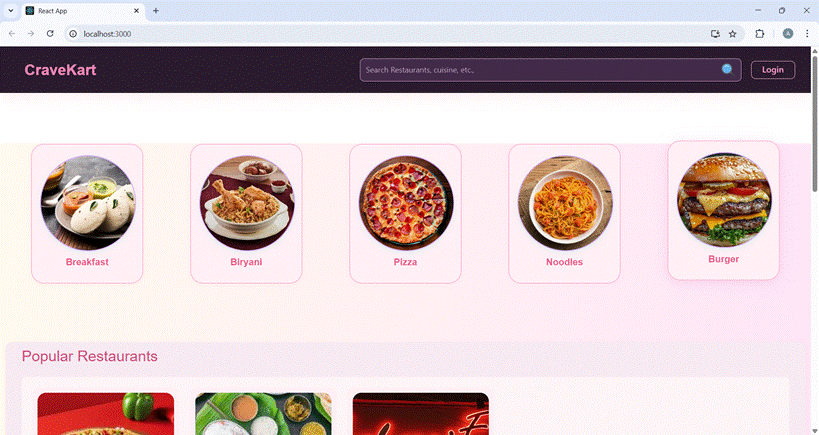 React App
localhost:3000
A
CraveKart
Search Restaurants, cuisine, etc.,
Login
Breakfast
Biryani
Pizza
Noodles
Burger
Popular Restaurants